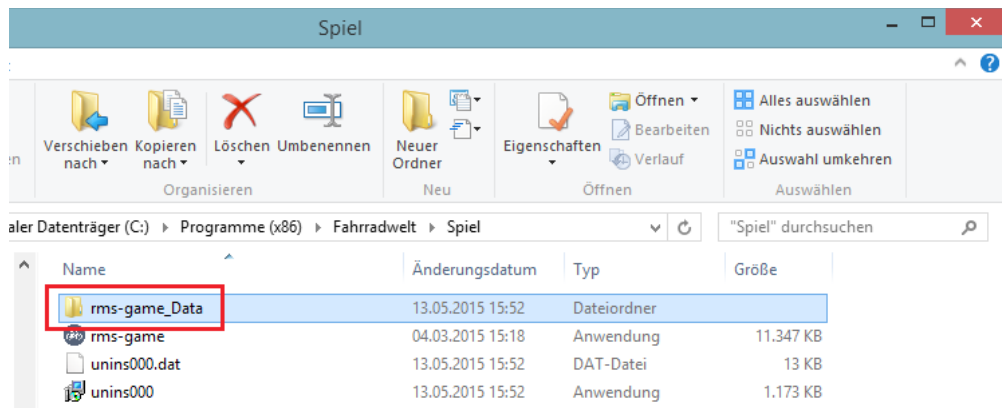 Spiel
en
Verschieben nach
Kopieren nach
Löschen
Umbenennen
Neuer Ordner
Eigenschaften
Öffnen
Bearbeiten
Verlauf
Alles auswählen
Nichts auswählen
Auswahl umkehren
Organisieren
Neu
Öffnen
Auswählen
aler Datenträger (C:) Programme (x86) Fahrradwelt Spiel
"Spiel" durchsuchen
Name Änderungsdatum Typ Größe
rms-game_Data 13.05.2015 15:52 Dateiordner
rms-game 04.03.2015 15:18 Anwendung 11.347 KB
unins000.dat 13.05.2015 15:52 DAT-Datei 13 KB
unins000 13.05.2015 15:52 Anwendung 1.173 KB